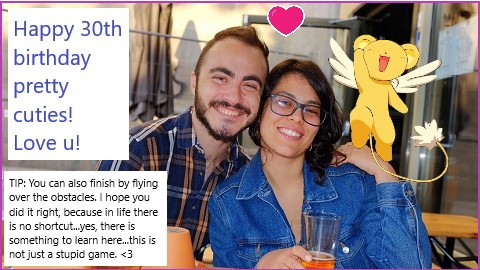 Happy 30th
birthday
pretty
cuties!
Love u!
TIP: You can also finish by flying
over the obstacles. I hope you
did it right, because in life there
is no shortcut...yes, there is
something to learn here...this is
not just a stupid game. <3